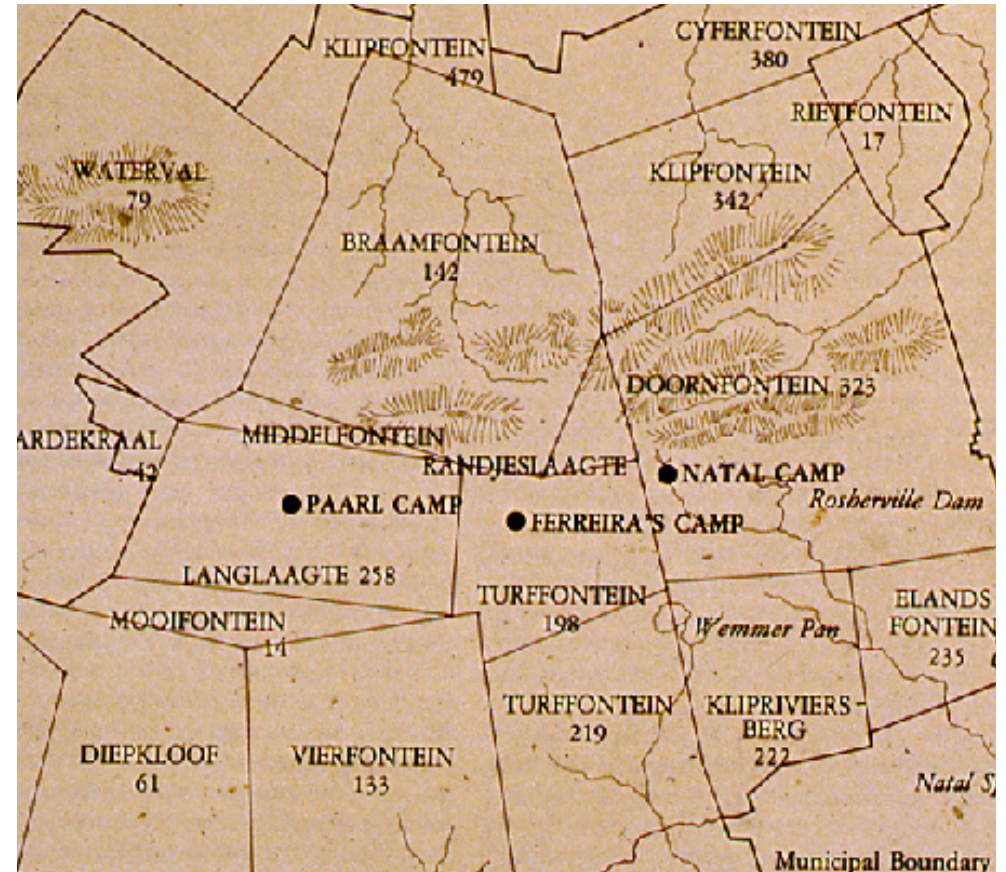 CYFERFONTEIN
380
KLIPFONTEIN
479
RIETFONTEIN
17
WATERVAL
79
KLIPFONTEIN
342
BRAAMFONTEIN
142
DOORNFONTEIN 323
ARDEKRAAL
42
MIDDELFONTEIN
RANDJESLAAGTE
NATAL CAMP
Rosherville Dam
PAARL CAMP
FERREIRA'S CAMP
LANGLAAGTE 258
TURFFONTEIN
198
ELANDS
FONTEIN
235
MOOIFONTEIN
14
Wemmer Pan
TURFFONTEIN
219
KLIPRIVIERS-
BERG
222
DIEPKLOOF
61
VIERFONTEIN
133
Natal Sp
Municipal Boundary